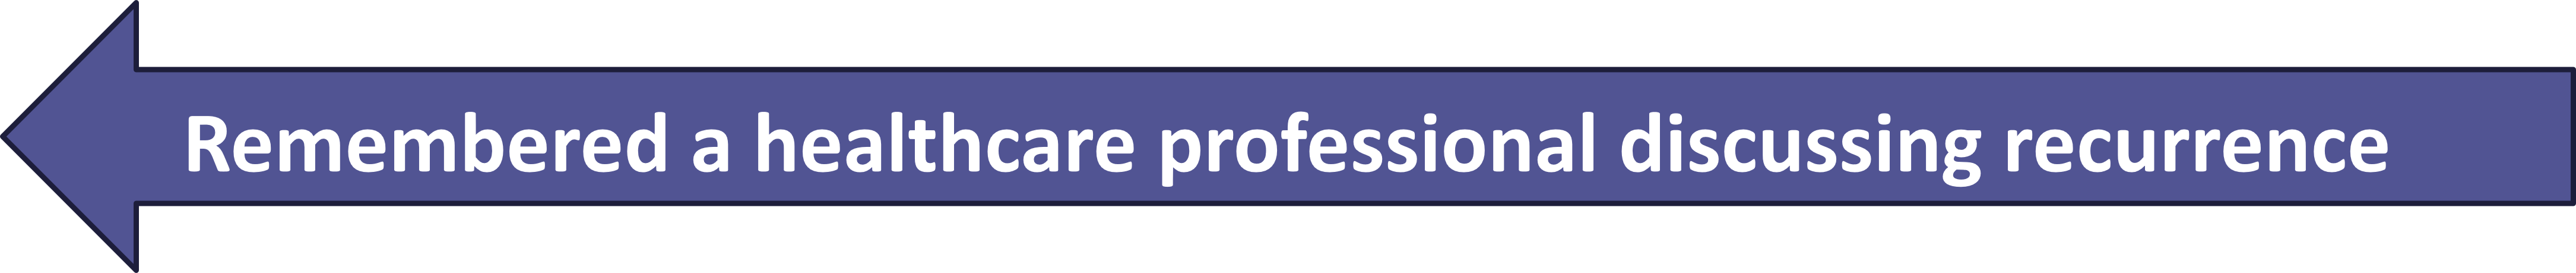 Remembered a healthcare professional discussing recurrence